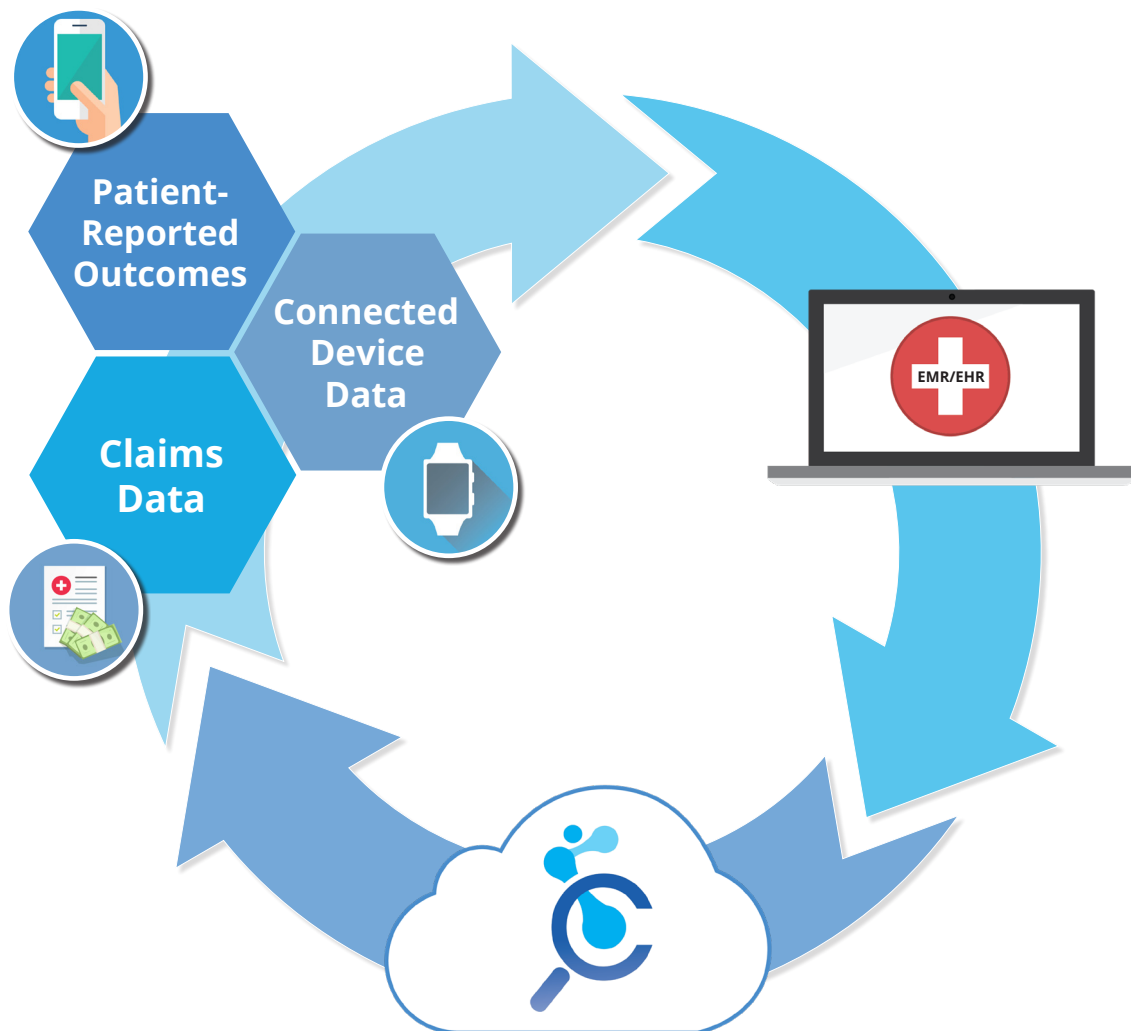 Patient-
Reported
Outcomes
Connected
Device
Data
Claims
Data
EMR/EHR